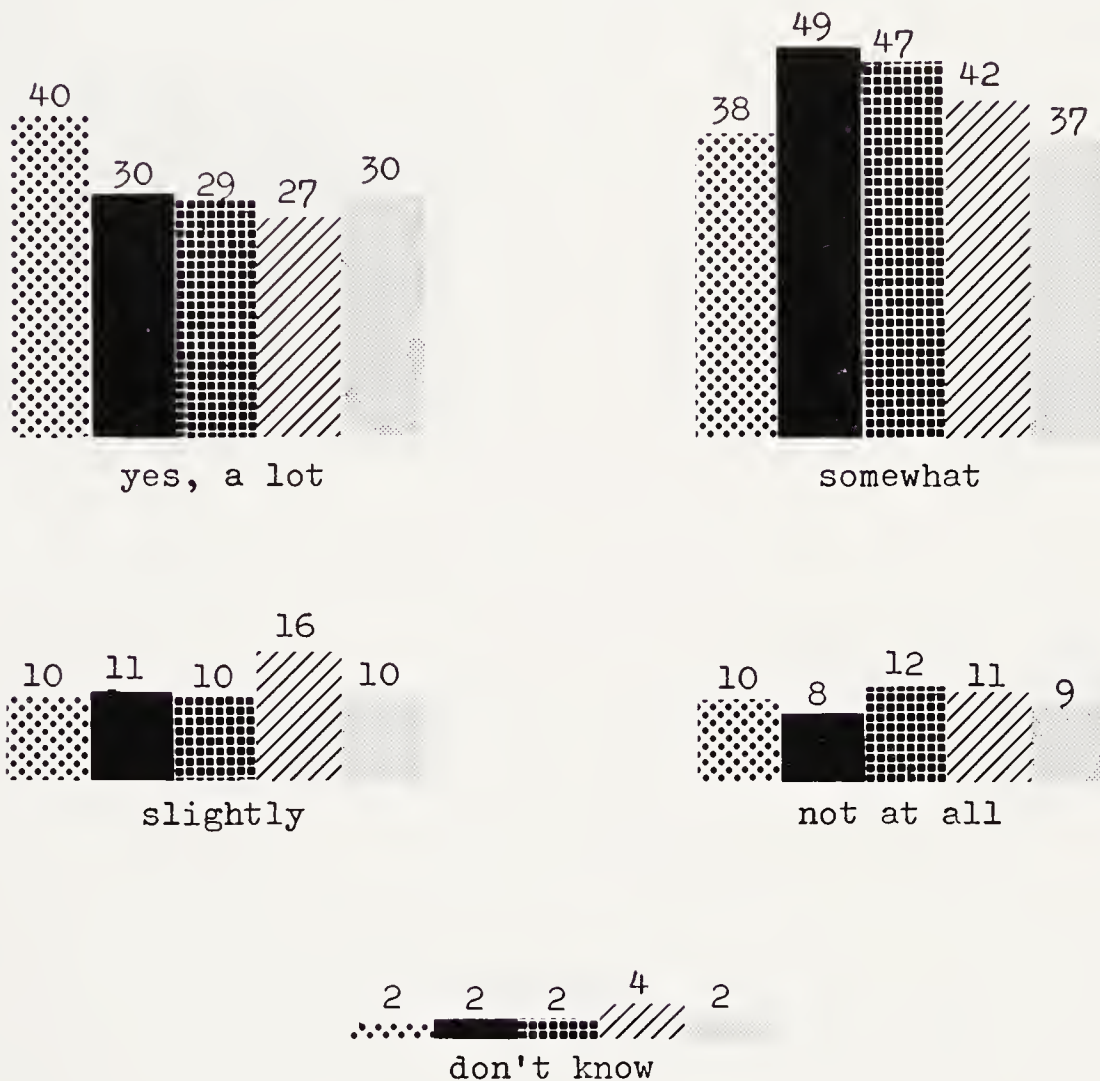 40 30 29 27 30
yes, a lot
38 49 47 42 37
somewhat
10 11 10 16 10
slightly
10 8 12 11 9
not at all
2 2 2 4 2
don't know